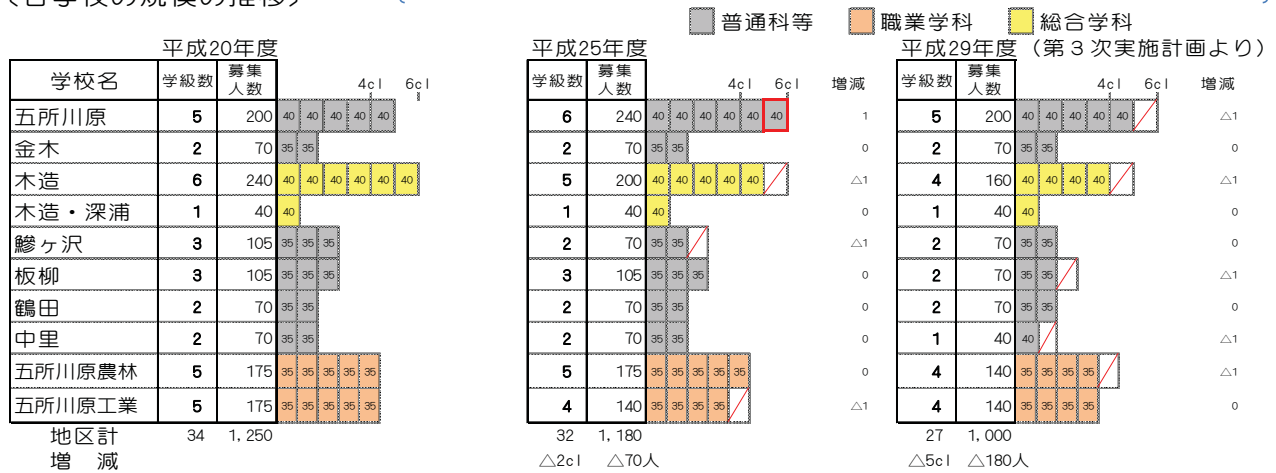 （各学校の規模の推移）
普通科等 職業学科 総合学科
平成20年度 平成25年度 平成29年度（第３次実施計画より）
学校名 学級数 募集人数 4cl 6cl 学級数 募集人数 4cl 6cl 増減 学級数 募集人数 4cl 6cl 増減
五所川原 5 200 40 40 40 40 40 6 240 40 40 40 40 40 40 1 5 200 40 40 40 40 40 △1
金木 2 70 35 35 2 70 35 35 0 2 70 35 35 0
木造 6 240 40 40 40 40 40 40 5 200 40 40 40 40 40 △1 4 160 40 40 40 40 △1
木造・深浦 1 40 40 1 40 40 0 1 40 40 0
鰺ヶ沢 3 105 35 35 35 2 70 35 35 △1 2 70 35 35 0
板柳 3 105 35 35 35 3 105 35 35 35 0 2 70 35 35 △1
鶴田 2 70 35 35 2 70 35 35 0 2 70 35 35 0
中里 2 70 35 35 2 70 35 35 0 1 40 40 △1
五所川原農林 5 175 35 35 35 35 35 5 175 35 35 35 35 35 0 4 140 35 35 35 35 △1
五所川原工業 5 175 35 35 35 35 35 4 140 35 35 35 35 △1 4 140 35 35 35 35 0
地区計 34 1,250 32 1,180 27 1,000
増　減 △2cl △70人 △5cl △180人